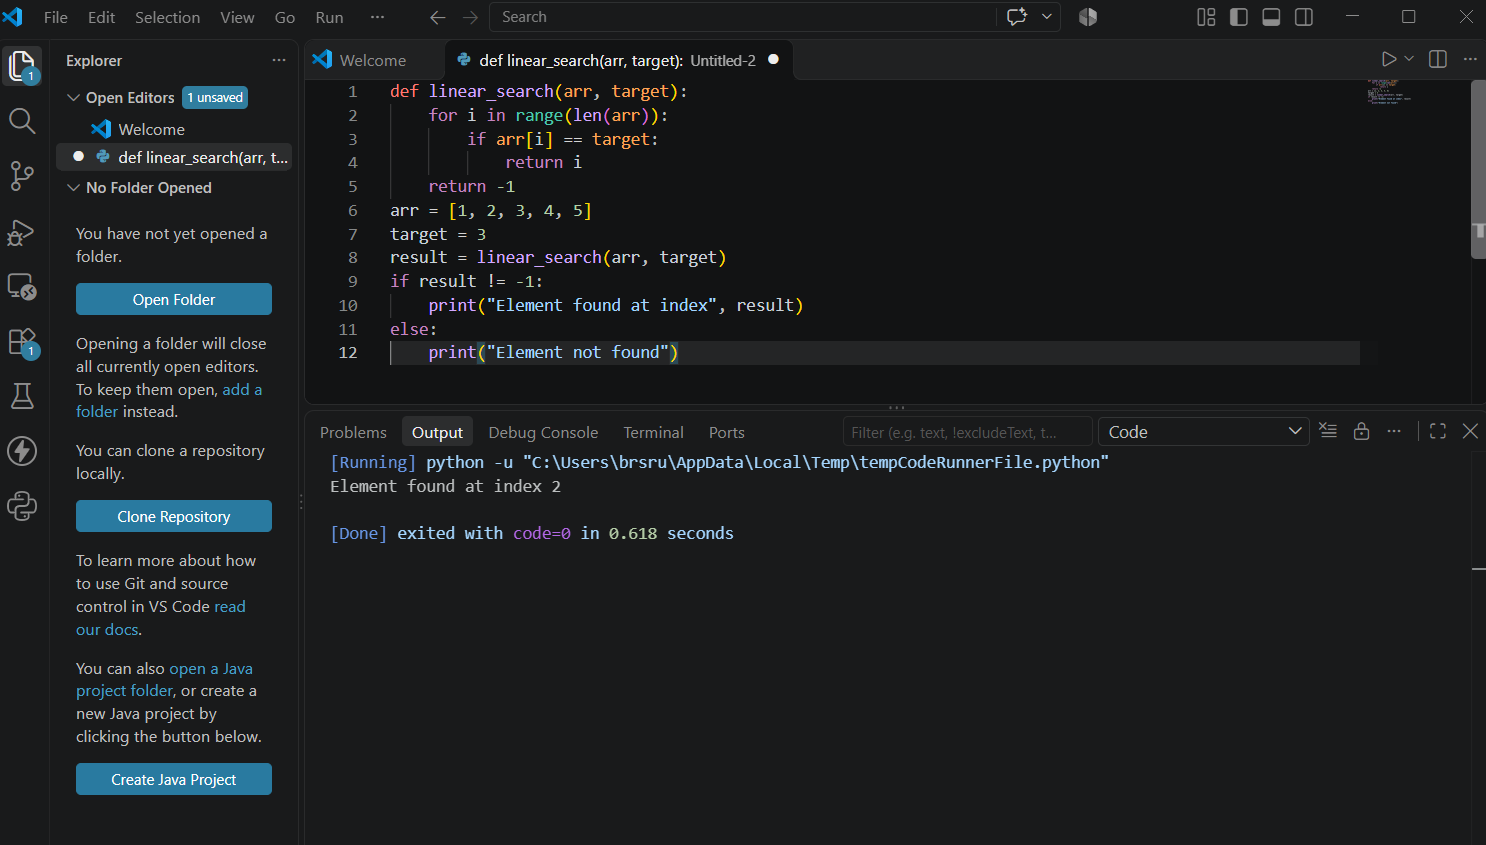 File Edit Selection View Go Run ··· Search
Explorer ···
Open Editors 1 unsaved
Welcome
def linear_search(arr, t...
No Folder Opened
You have not yet opened a
folder.
Open Folder
Opening a folder will close
all currently open editors.
To keep them open, add a
folder instead.
You can clone a repository
locally.
Clone Repository
To learn more about how
to use Git and source
control in VS Code read
our docs.
You can also open a Java
project folder, or create a
new Java project by
clicking the button below.
Create Java Project
1
1
Welcome def linear_search(arr, target): Untitled-2
1 def linear_search(arr, target):
2     for i in range(len(arr)):
3         if arr[i] == target:
4             return i
5     return -1
6 arr = [1, 2, 3, 4, 5]
7 target = 3
8 result = linear_search(arr, target)
9 if result != -1:
10     print("Element found at index", result)
11 else:
12     print("Element not found")
Problems Output Debug Console Terminal Ports Filter (e.g. text, !excludeText, t... Code
[Running] python -u "C:\Users\brsru\AppData\Local\Temp\tempCodeRunnerFile.python"
Element found at index 2
[Done] exited with code=0 in 0.618 seconds